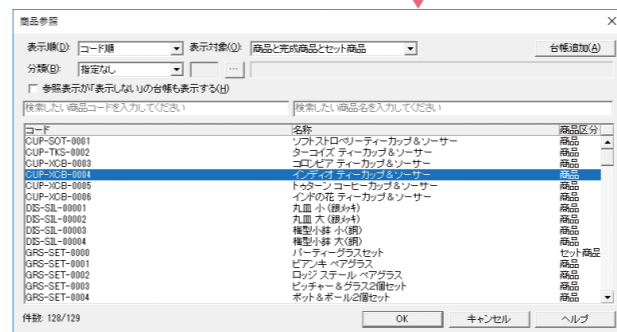 商品参照
表示順(D): コード順 表示対象(O): 商品と完成商品とセット商品 台帳追加(A)
分類(B): 指定なし ...
参照表示が「表示しない」の台帳も表示する(H)
検索したい商品コードを入力してください 検索したい商品名を入力してください
コード 名称 商品区分
CUP-SOT-0001 ソフトストロベリーティーカップ&ソーサー 商品
CUP-TKS-0002 ターコイズ ティーカップ&ソーサー 商品
CUP-XCB-0003 コロンビア ティーカップ&ソーサー 商品
CUP-XCB-0004 インディオ ティーカップ&ソーサー 商品
CUP-XCB-0005 トゥターン コーヒーカップ&ソーサー 商品
CUP-XCB-0006 インドの花 ティーカップ&ソーサー 商品
DIS-SIL-00001 丸皿 小 (銀メッキ) 商品
DIS-SIL-00002 丸皿 大 (銀メッキ) 商品
DIS-SIL-00003 楕型小鉢 小(銅) 商品
DIS-SIL-00004 楕型小鉢 大(銅) 商品
GRS-SET-0000 パーティーグラスセット セット商品
GRS-SET-0001 ビアンキ ペアグラス 商品
GRS-SET-0002 ロッジ ステール ペアグラス 商品
GRS-SET-0003 ピッチャー&グラス2個セット 商品
GRS-SET-0004 ポット&ボール2個セット 商品
件数: 128/129 OK キャンセル ヘルプ